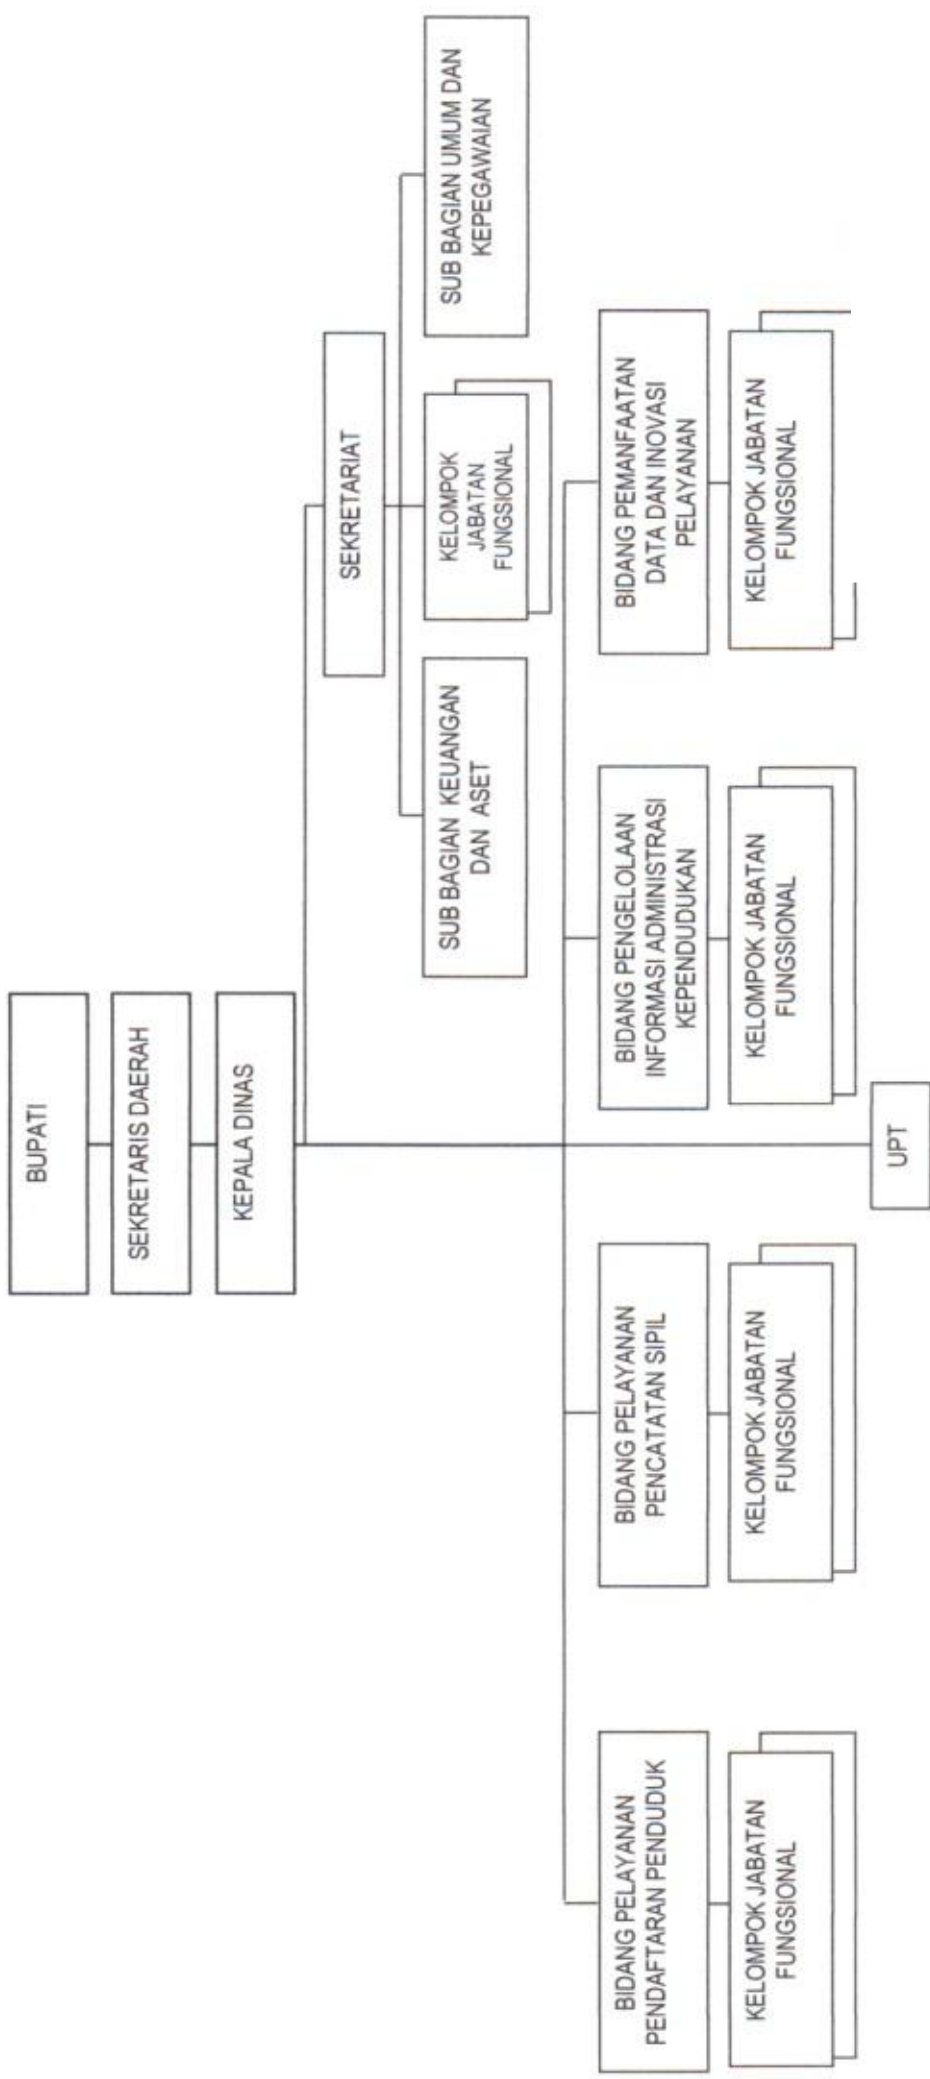 BUPATI
SEKRETARIS DAERAH
KEPALA DINAS
SEKRETARIAT
SUB BAGIAN KEUANGAN
DAN ASET
KELOMPOK
JABATAN
FUNGSIONAL
SUB BAGIAN UMUM DAN
KEPEGAWAIAN
BIDANG PELAYANAN
PENDAFTARAN PENDUDUK
BIDANG PELAYANAN
PENCATATAN SIPIL
BIDANG PENGELOLAAN
INFORMASI ADMINISTRASI
KEPENDUDUKAN
BIDANG PEMANFAATAN
DATA DAN INOVASI
PELAYANAN
KELOMPOK JABATAN
FUNGSIONAL
KELOMPOK JABATAN
FUNGSIONAL
KELOMPOK JABATAN
FUNGSIONAL
KELOMPOK JABATAN
FUNGSIONAL
UPT